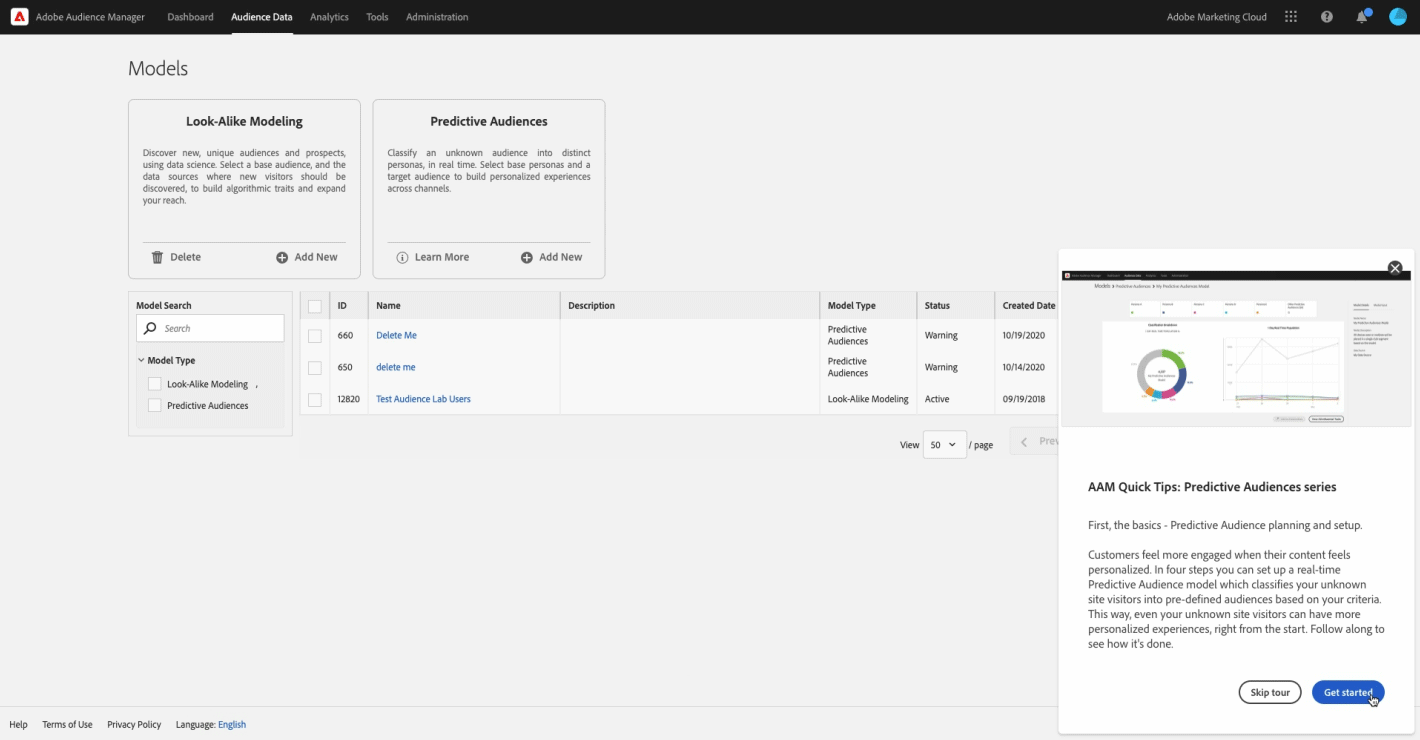 Adobe Audience Manager Dashboard Audience Data Analytics Tools Administration Adobe Marketing Cloud
Models
Look-Alike Modeling
Discover new, unique audiences and prospects,
using data science. Select a base audience, and the
data sources where new visitors should be
discovered, to build algorithmic traits and expand
your reach.
Delete Add New
Predictive Audiences
Classify an unknown audience into distinct
personas, in real time. Select base personas and a
target audience to build personalized experiences
across channels.
Learn More Add New
Model Search
Search
Model Type
Look-Alike Modeling ,
Predictive Audiences
ID Name Description Model Type Status Created Date
660 Delete Me Predictive Audiences Warning 10/19/2020
650 delete me Predictive Audiences Warning 10/14/2020
12820 Test Audience Lab Users Look-Alike Modeling Active 09/19/2018
View 50 / page Prev
Models > Predictive Audiences > My Predictive Audiences Model
AAM Quick Tips: Predictive Audiences series
First, the basics - Predictive Audience planning and setup.
Customers feel more engaged when their content feels
personalized. In four steps you can set up a real-time
Predictive Audience model which classifies your unknown
site visitors into pre-defined audiences based on your criteria.
This way, even your unknown site visitors can have more
personalized experiences, right from the start. Follow along to
see how it's done.
Skip tour Get started
Help Terms of Use Privacy Policy Language: English